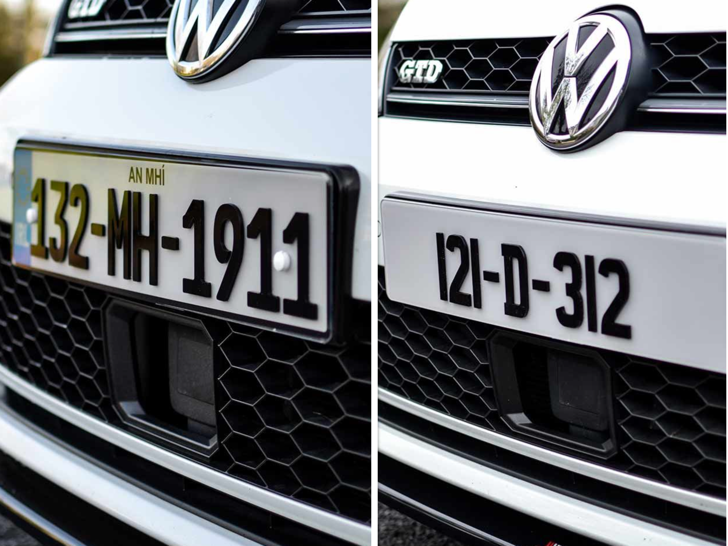 GTD
AN MHÍ
132-MH-1911
GTD
121-D-312